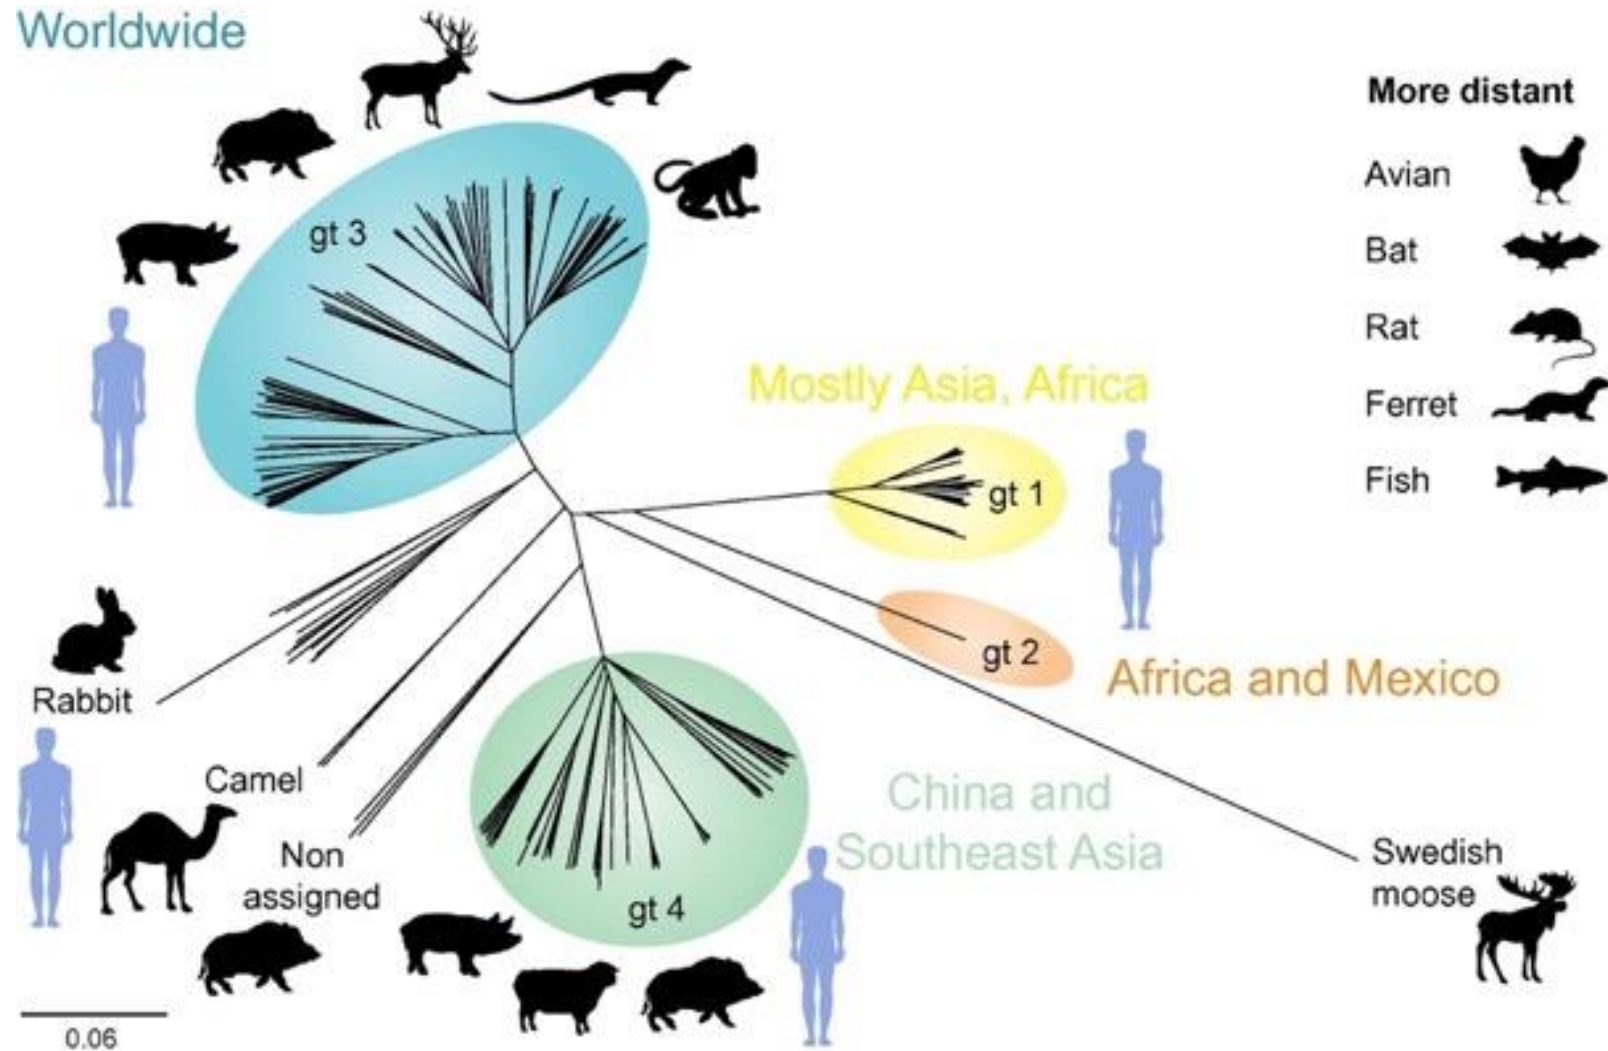 Worldwide
More distant
Avian
gt 3
Bat
Rat
Mostly Asia, Africa
Ferret
Fish
gt 1
gt 2
Africa and Mexico
Rabbit
Camel
China and
Southeast Asia
Non
assigned
Swedish
moose
gt 4
0.06